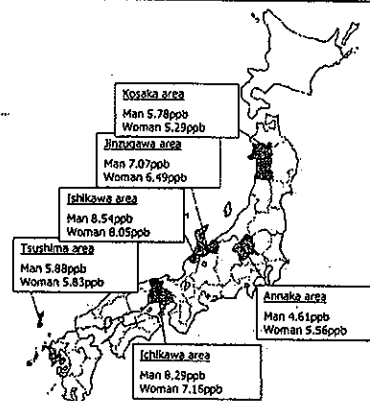 Kosaka area
Man 5.78ppb
Woman 5.29ppb
Jinzugawa area
Man 7.07ppb
Woman 6.49ppb
Ishikawa area
Man 8.54ppb
Woman 8.05ppb
Tsushima area
Man 5.88ppb
Woman 5.83ppb
Annaka area
Man 4.61ppb
Woman 5.56ppb
Ichikawa area
Man 8.29ppb
Woman 7.16ppb